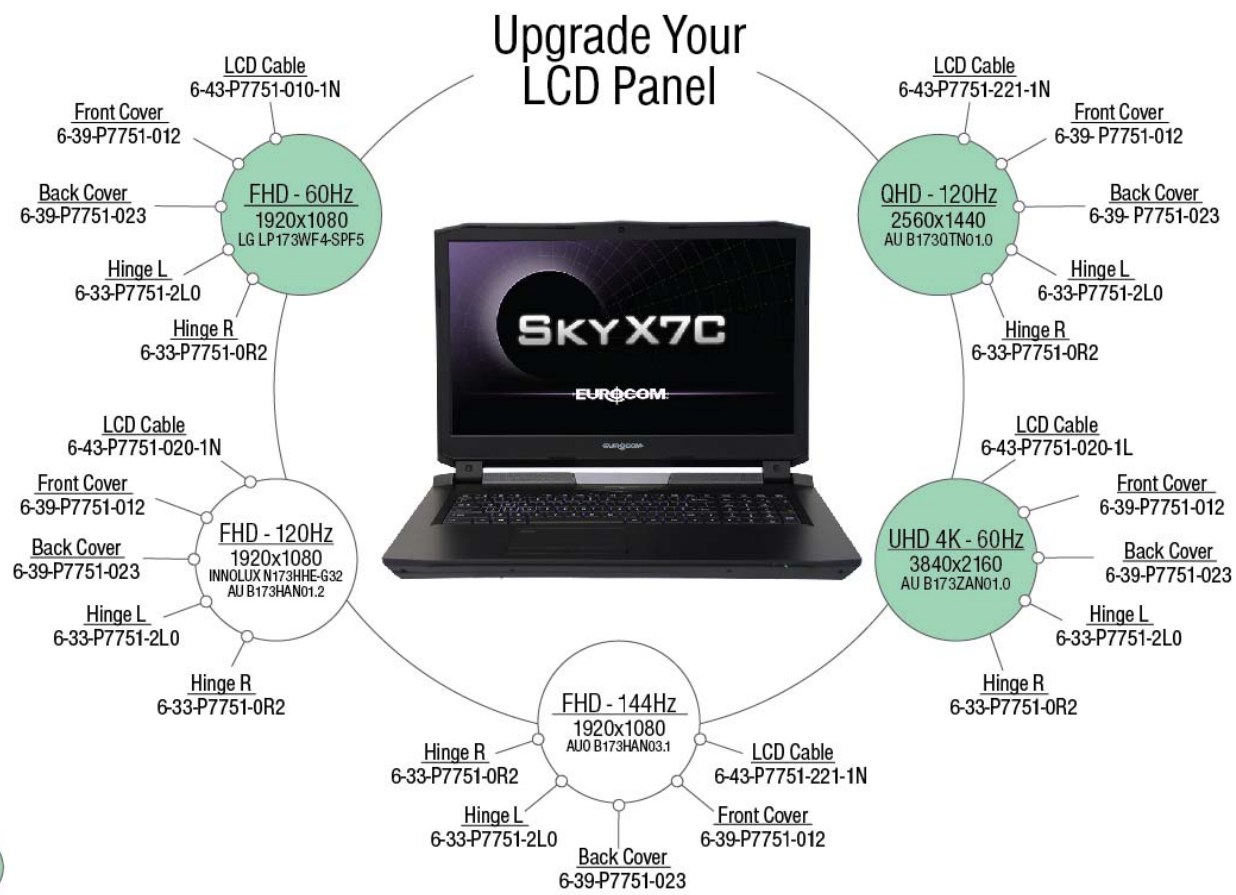 Upgrade Your
LCD Panel
LCD Cable
6-43-P7751-010-1N
Front Cover
6-39-P7751-012
Back Cover
6-39-P7751-023
Hinge L
6-33-P7751-2L0
Hinge R
6-33-P7751-0R2
FHD - 60Hz
1920x1080
LG LP173WF4-SPF5
LCD Cable
6-43-P7751-221-1N
Front Cover
6-39- P7751-012
Back Cover
6-39- P7751-023
Hinge L
6-33-P7751-2L0
Hinge R
6-33-P7751-0R2
QHD - 120Hz
2560x1440
AU B173QTN01.0
SKYX7C
EUROCOM
EUROCOM
LCD Cable
6-43-P7751-020-1N
Front Cover
6-39-P7751-012
Back Cover
6-39-P7751-023
Hinge L
6-33-P7751-2L0
Hinge R
6-33-P7751-0R2
FHD - 120Hz
1920x1080
INNOLUX N173HHE-G32
AU B173HAN01.2
LCD Cable
6-43-P7751-020-1L
Front Cover
6-39-P7751-012
Back Cover
6-39-P7751-023
Hinge L
6-33-P7751-2L0
Hinge R
6-33-P7751-0R2
UHD 4K - 60Hz
3840x2160
AU B173ZAN01.0
FHD - 144Hz
1920x1080
AUO B173HAN03.1
Hinge R
6-33-P7751-0R2
Hinge L
6-33-P7751-2L0
Back Cover
6-39-P7751-023
LCD Cable
6-43-P7751-221-1N
Front Cover
6-39-P7751-012